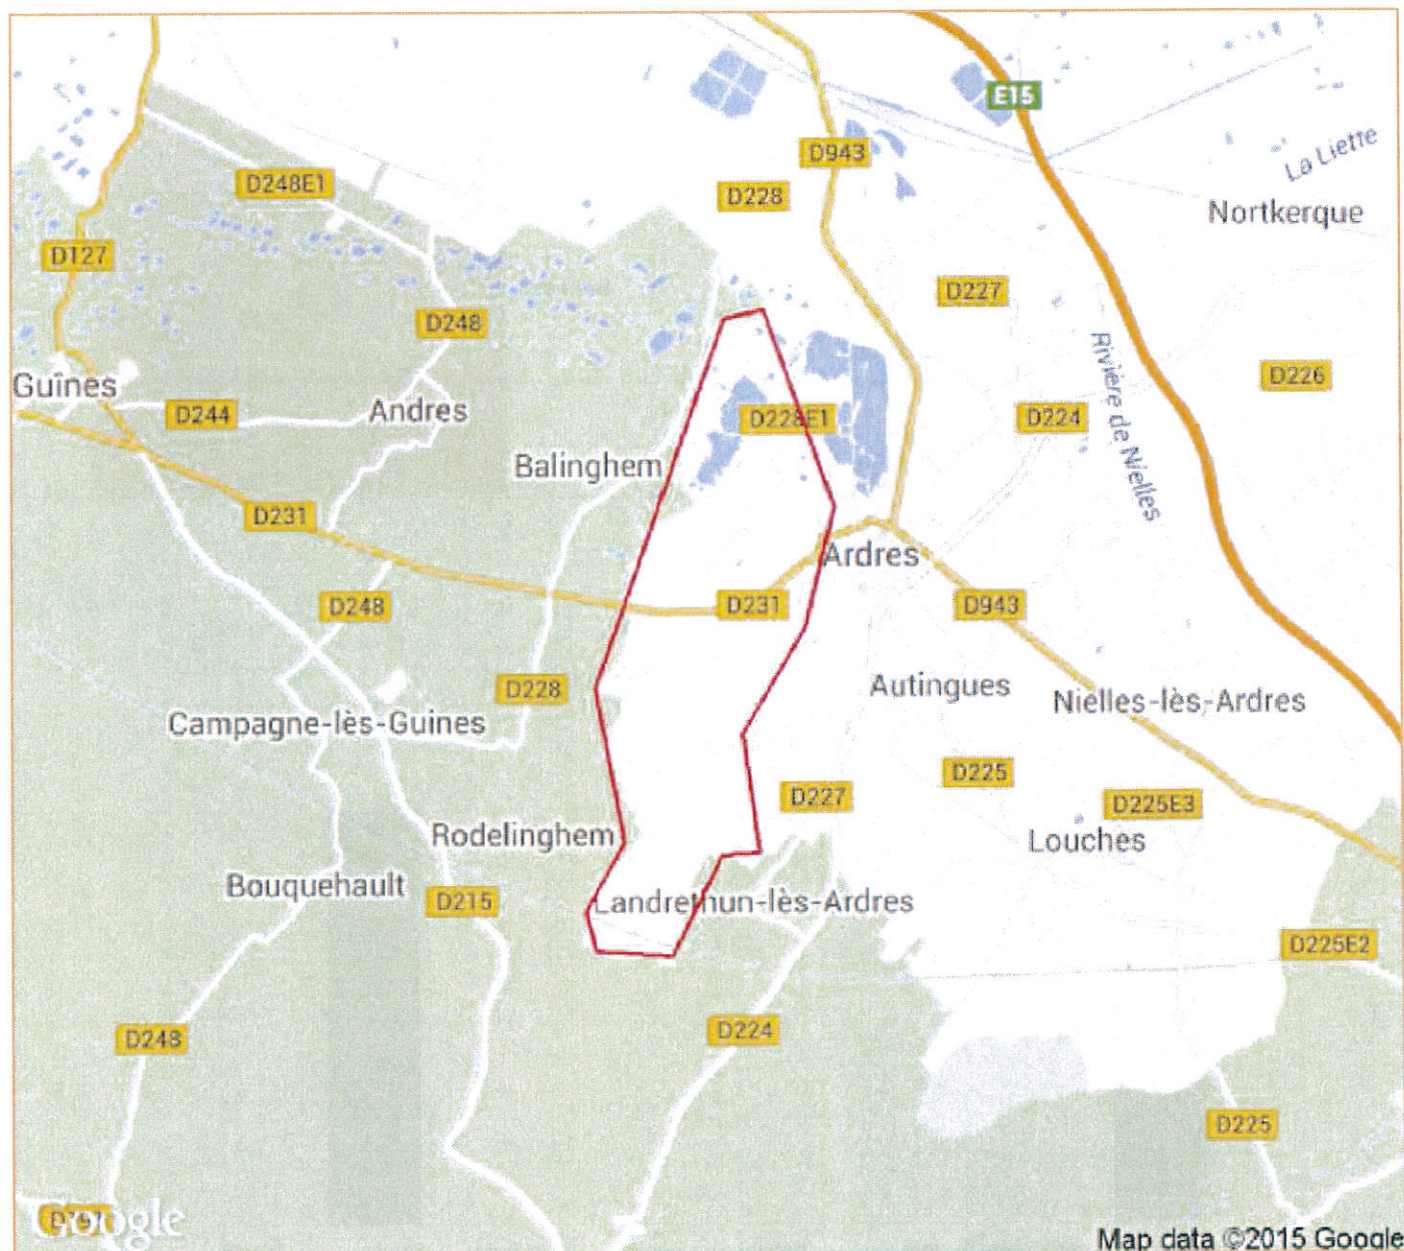 E15
D943
La Liette
D248E1
D228
Nortkerque
D127
D227
D248
Rivière de Nielles
Guînes
D226
D244
Andres
D228E1
D224
Balinghem
D231
Ardres
D248
D231
D943
D228
Autingues
Nielles-lès-Ardres
Campagne-lès-Guines
D225
D227
D225E3
Rodelinghem
Louches
Bouquehault
D215
Landrethun-lès-Ardres
D225E2
D248
D224
D225
Google
Map data ©2015 Google